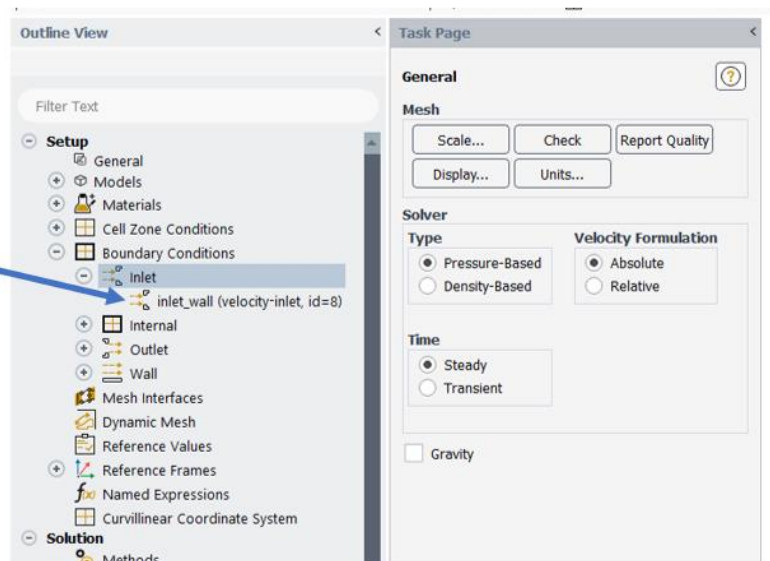 Outline View
Filter Text
Setup
General
Models
Materials
Cell Zone Conditions
Boundary Conditions
Inlet
inlet_wall (velocity-inlet, id=8)
Internal
Outlet
Wall
Mesh Interfaces
Dynamic Mesh
Reference Values
Reference Frames
f(x) Named Expressions
Curvillinear Coordinate System
Solution
Methods
Task Page
General
Mesh
Scale... Check Report Quality
Display... Units...
Solver
Type Velocity Formulation
Pressure-Based Absolute
Density-Based Relative
Time
Steady
Transient
Gravity